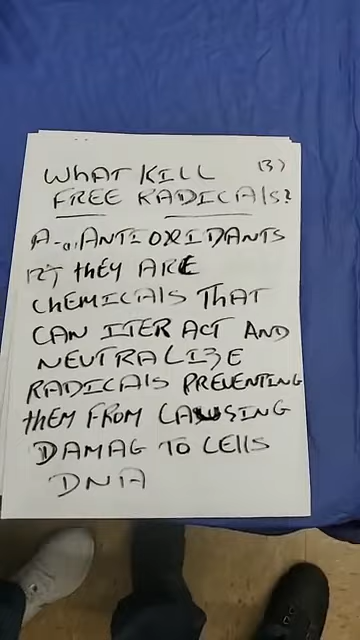 WHAT KILL 13)
FREE RADICALS?
A-a, ANTIOXIDANTS
THEY ARE
CHEMICALS THAT
CAN ITERACT AND
NEUTRALIZE
RADICALS PREVENTING
THEM FROM CAUSING
DAMAG TO CELLS
DNA